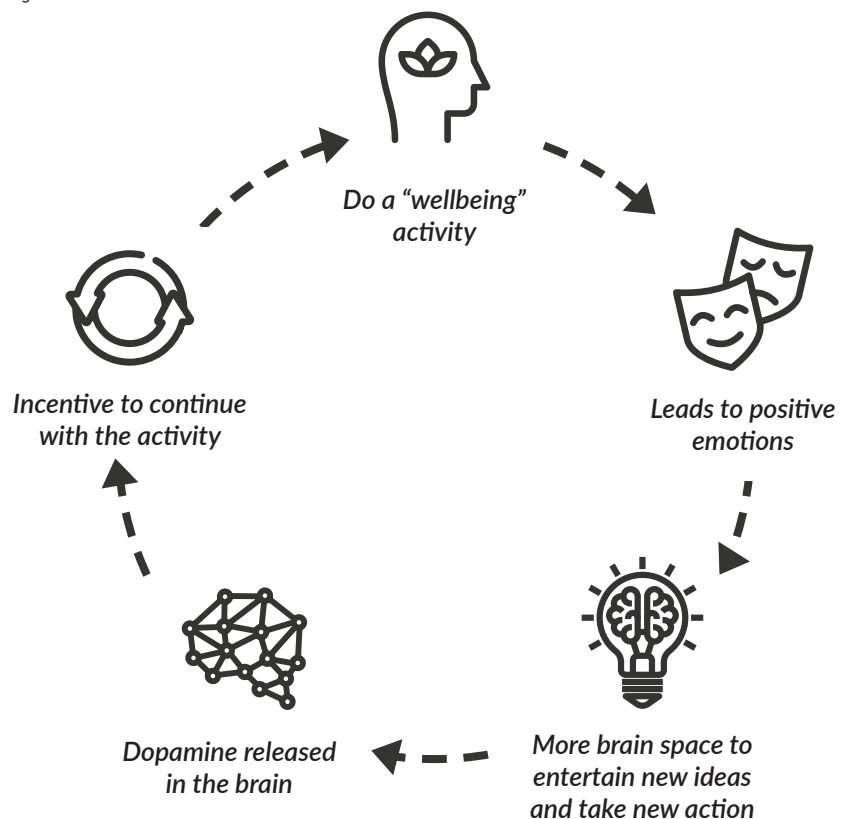 Do a “wellbeing”
activity
Leads to positive
emotions
More brain space to
entertain new ideas
and take new action
Dopamine released
in the brain
Incentive to continue
with the activity